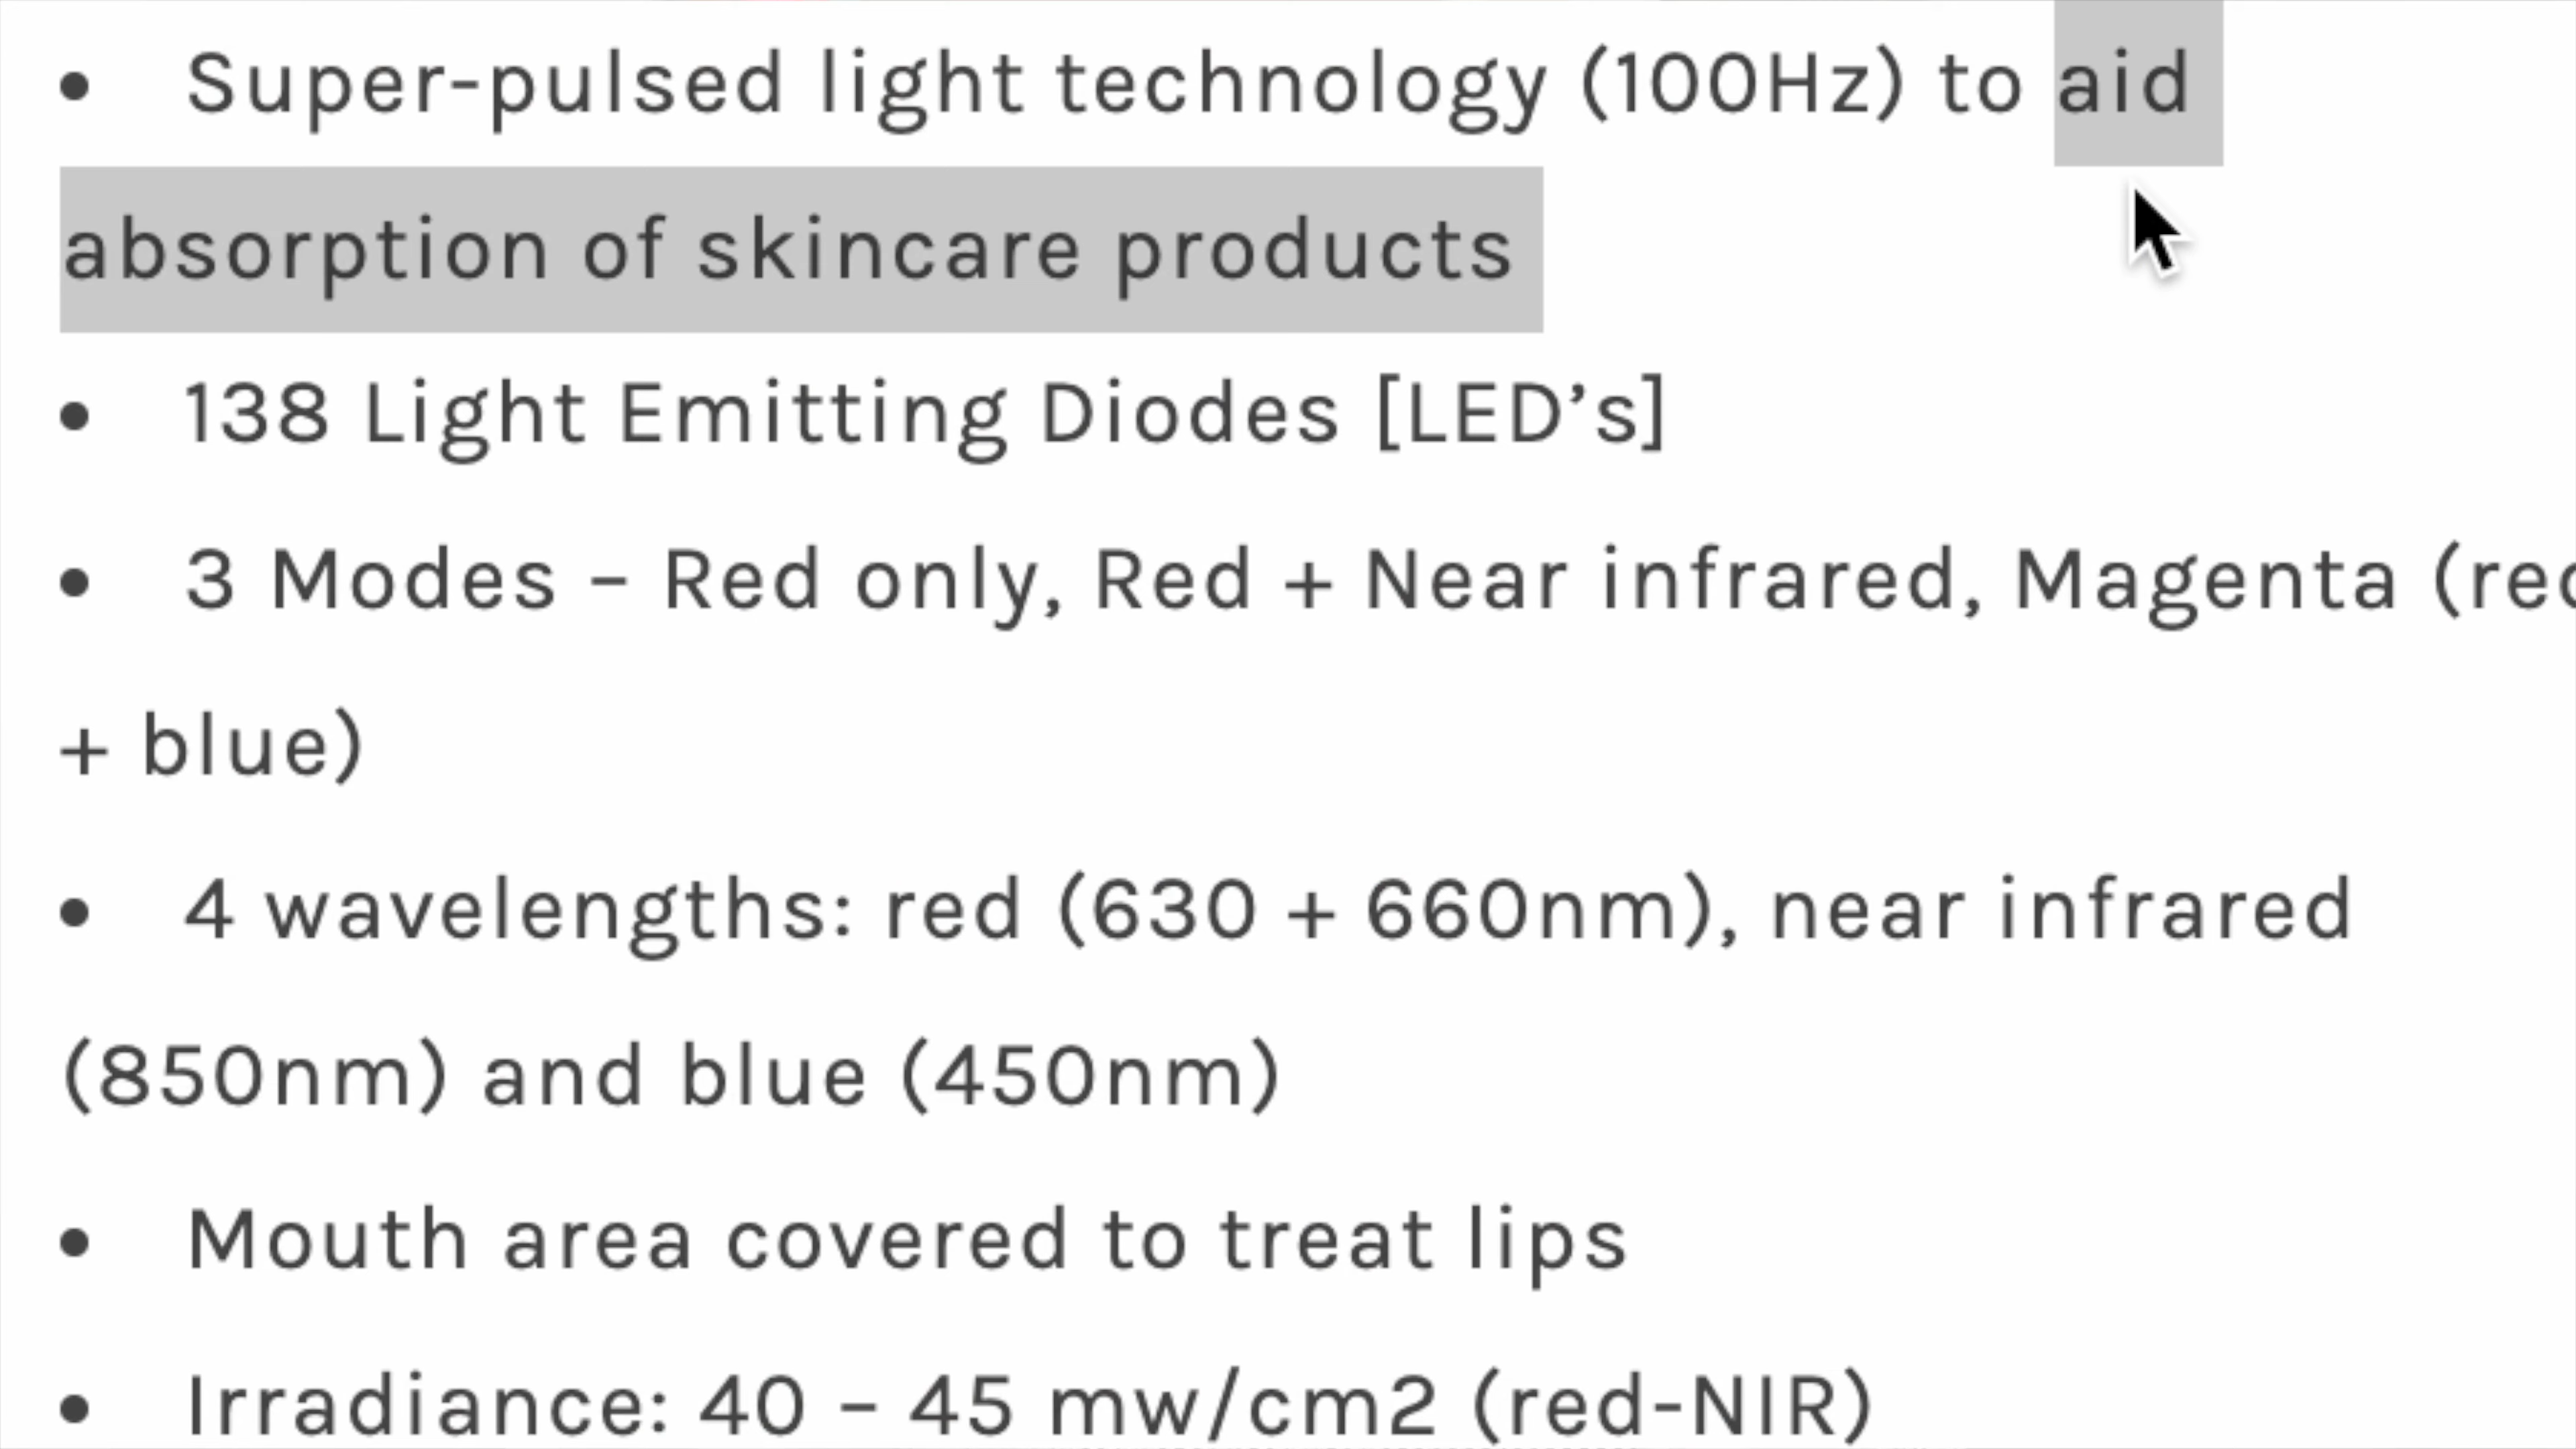 • Super-pulsed light technology (100Hz) to aid
absorption of skincare products
• 138 Light Emitting Diodes [LED’s]
• 3 Modes – Red only, Red + Near infrared, Magenta (red
+ blue)
• 4 wavelengths: red (630 + 660nm), near infrared
(850nm) and blue (450nm)
• Mouth area covered to treat lips
• Irradiance: 40 – 45 mw/cm2 (red-NIR)